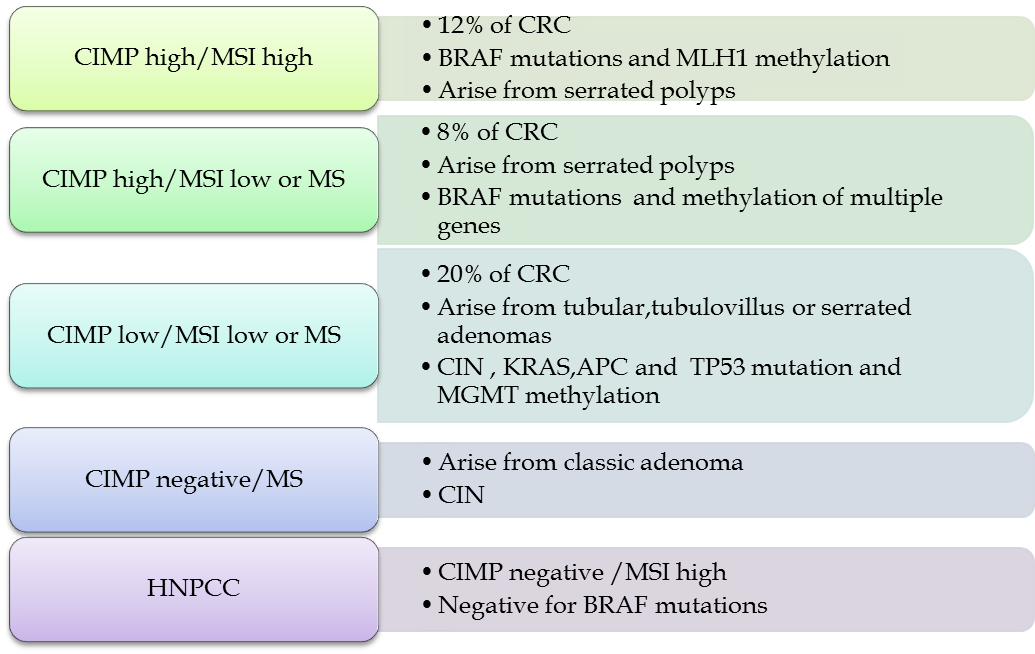 CIMP high/MSI high
• 12% of CRC
• BRAF mutations and MLH1 methylation
• Arise from serrated polyps
CIMP high/MSI low or MS
• 8% of CRC
• Arise from serrated polyps
• BRAF mutations and methylation of multiple
genes
CIMP low/MSI low or MS
• 20% of CRC
• Arise from tubular,tubulovillus or serrated
adenomas
• CIN , KRAS,APC and TP53 mutation and
MGMT methylation
CIMP negative/MS
• Arise from classic adenoma
• CIN
HNPCC
• CIMP negative /MSI high
• Negative for BRAF mutations